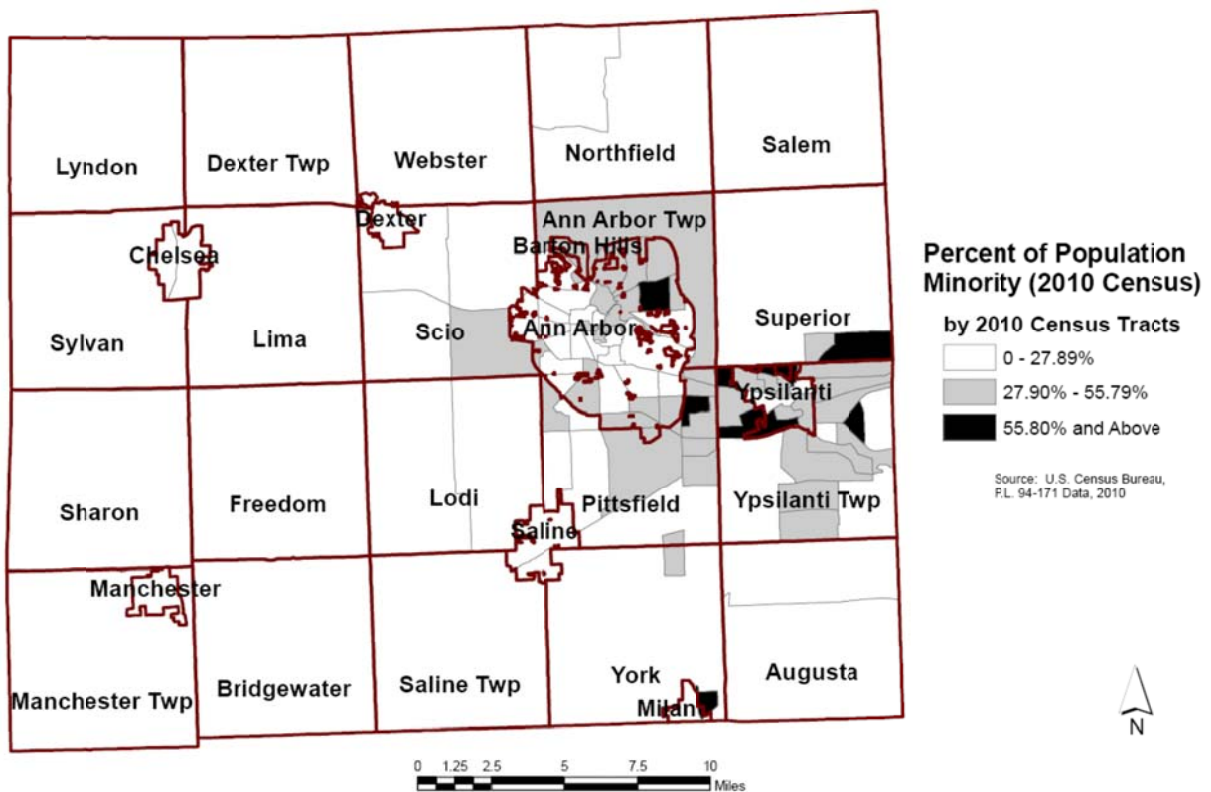 Lyndon
Dexter Twp
Webster
Northfield
Salem
Chelsea
Dexter
Ann Arbor Twp
Barton Hills
Sylvan
Lima
Scio
Ann Arbor
Superior
Ypsilanti
Sharon
Freedom
Lodi
Saline
Pittsfield
Ypsilanti Twp
Manchester
Manchester Twp
Bridgewater
Saline Twp
York
Milan
Augusta
Percent of Population
Minority (2010 Census)
by 2010 Census Tracts
0 - 27.89%
27.90% - 55.79%
55.80% and Above
Source: U.S. Census Bureau,
P.L. 94-171 Data, 2010
N
0 1.25 2.5 5 7.5 10
Miles